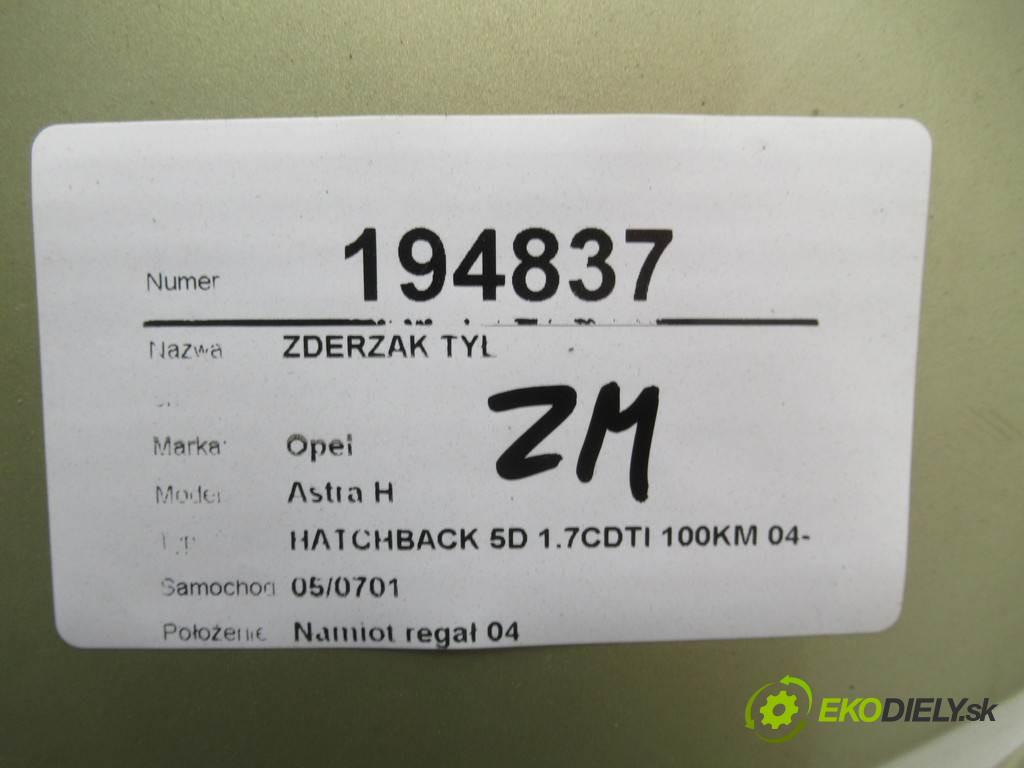 Numer 194837
Nazwa ZDERZAK TYŁ
ZM
Marka Opel
Model Astra H
HATCHBACK 5D 1.7CDTI 100KM 04-
Samochod 05/0701
Położenie Namiot regał 04
EKODIELY.sk